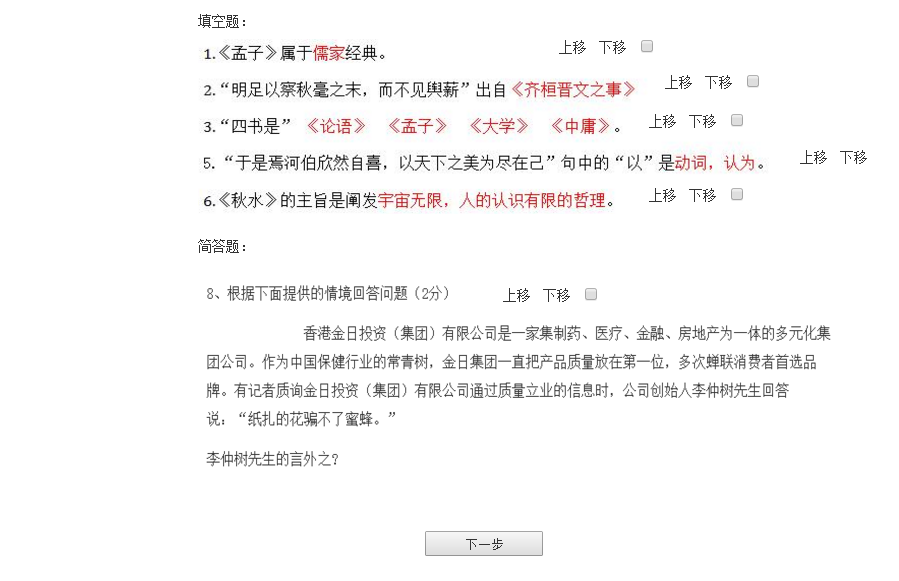 填空题：
1.《孟子》属于儒家经典。 上移 下移
2.“明足以察秋毫之末，而不见舆薪”出自《齐桓晋文之事》 上移 下移
3.“四书是” 《论语》 《孟子》 《大学》 《中庸》。 上移 下移
5.“于是焉河伯欣然自喜，以天下之美为尽在己”句中的“以”是动词，认为。 上移 下移
6.《秋水》的主旨是阐发宇宙无限，人的认识有限的哲理。 上移 下移
简答题：
8、根据下面提供的情境回答问题（2分） 上移 下移
香港金日投资（集团）有限公司是一家集制药、医疗、金融、房地产为一体的多元化集
团公司。作为中国保健行业的常青树，金日集团一直把产品质量放在第一位，多次蝉联消费者首选品
牌。有记者质询金日投资（集团）有限公司通过质量立业的信息时，公司创始人李仲树先生回答
说：“纸扎的花骗不了蜜蜂。”
李仲树先生的言外之？
下一步